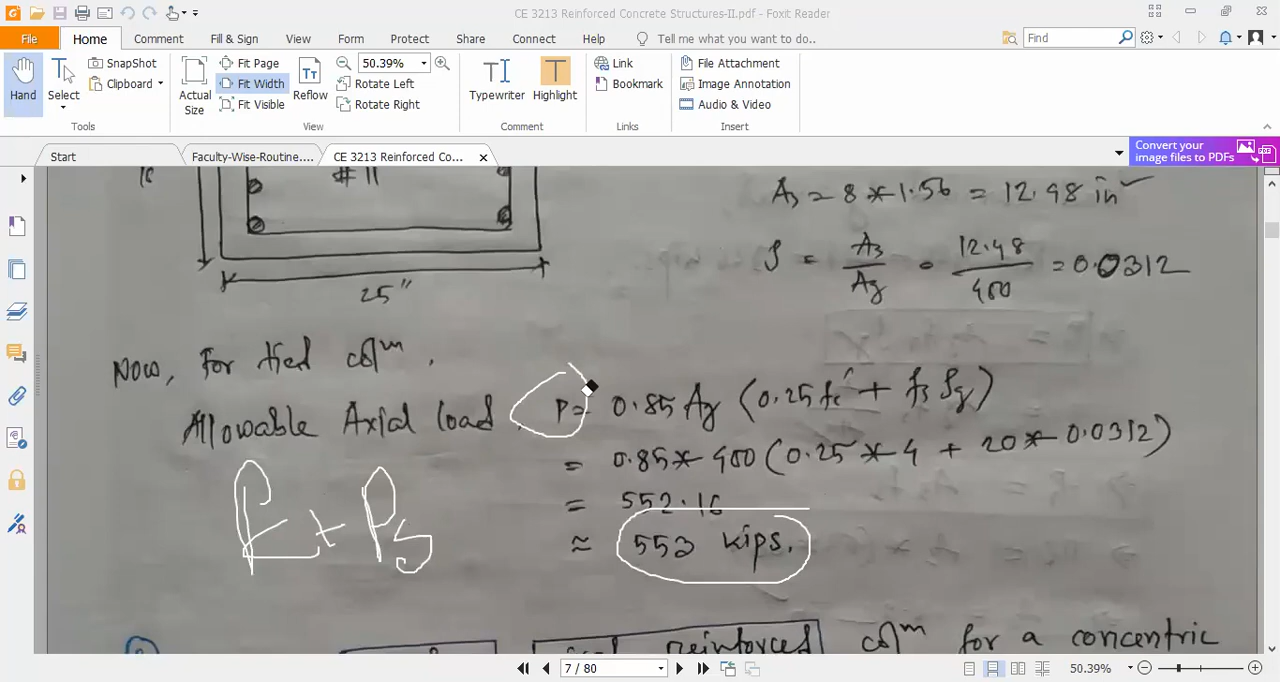 CE 3213 Reinforced Concrete Structures-II.pdf - Foxit Reader
File Home Comment Fill & Sign View Form Protect Share Connect Help Tell me what you want to do.. Find
Hand Select SnapShot Clipboard Actual Size Fit Page Fit Width Fit Visible Reflow 50.39% Rotate Left Rotate Right Typewriter Highlight Link Bookmark File Attachment Image Annotation Audio & Video
Tools View Comment Links Insert
Start Faculty-Wise-Routine.... CE 3213 Reinforced Co... Convert your image files to PDFs
16
# 11
25"
As = 8 * 1.56 = 12.48 in²
ρ = As/Ag = 12.48/400 = 0.0312
Now, for tied colᵐ.
Allowable Axial load, P = 0.85 Ag (0.25 fc' + fs ρg)
= 0.85 * 400 (0.25 * 4 + 20 * 0.0312)
= 552.16
≈ 553 kips.
Pc + Ps
reinforced colᵐ for a concentric
7 / 80 50.39%